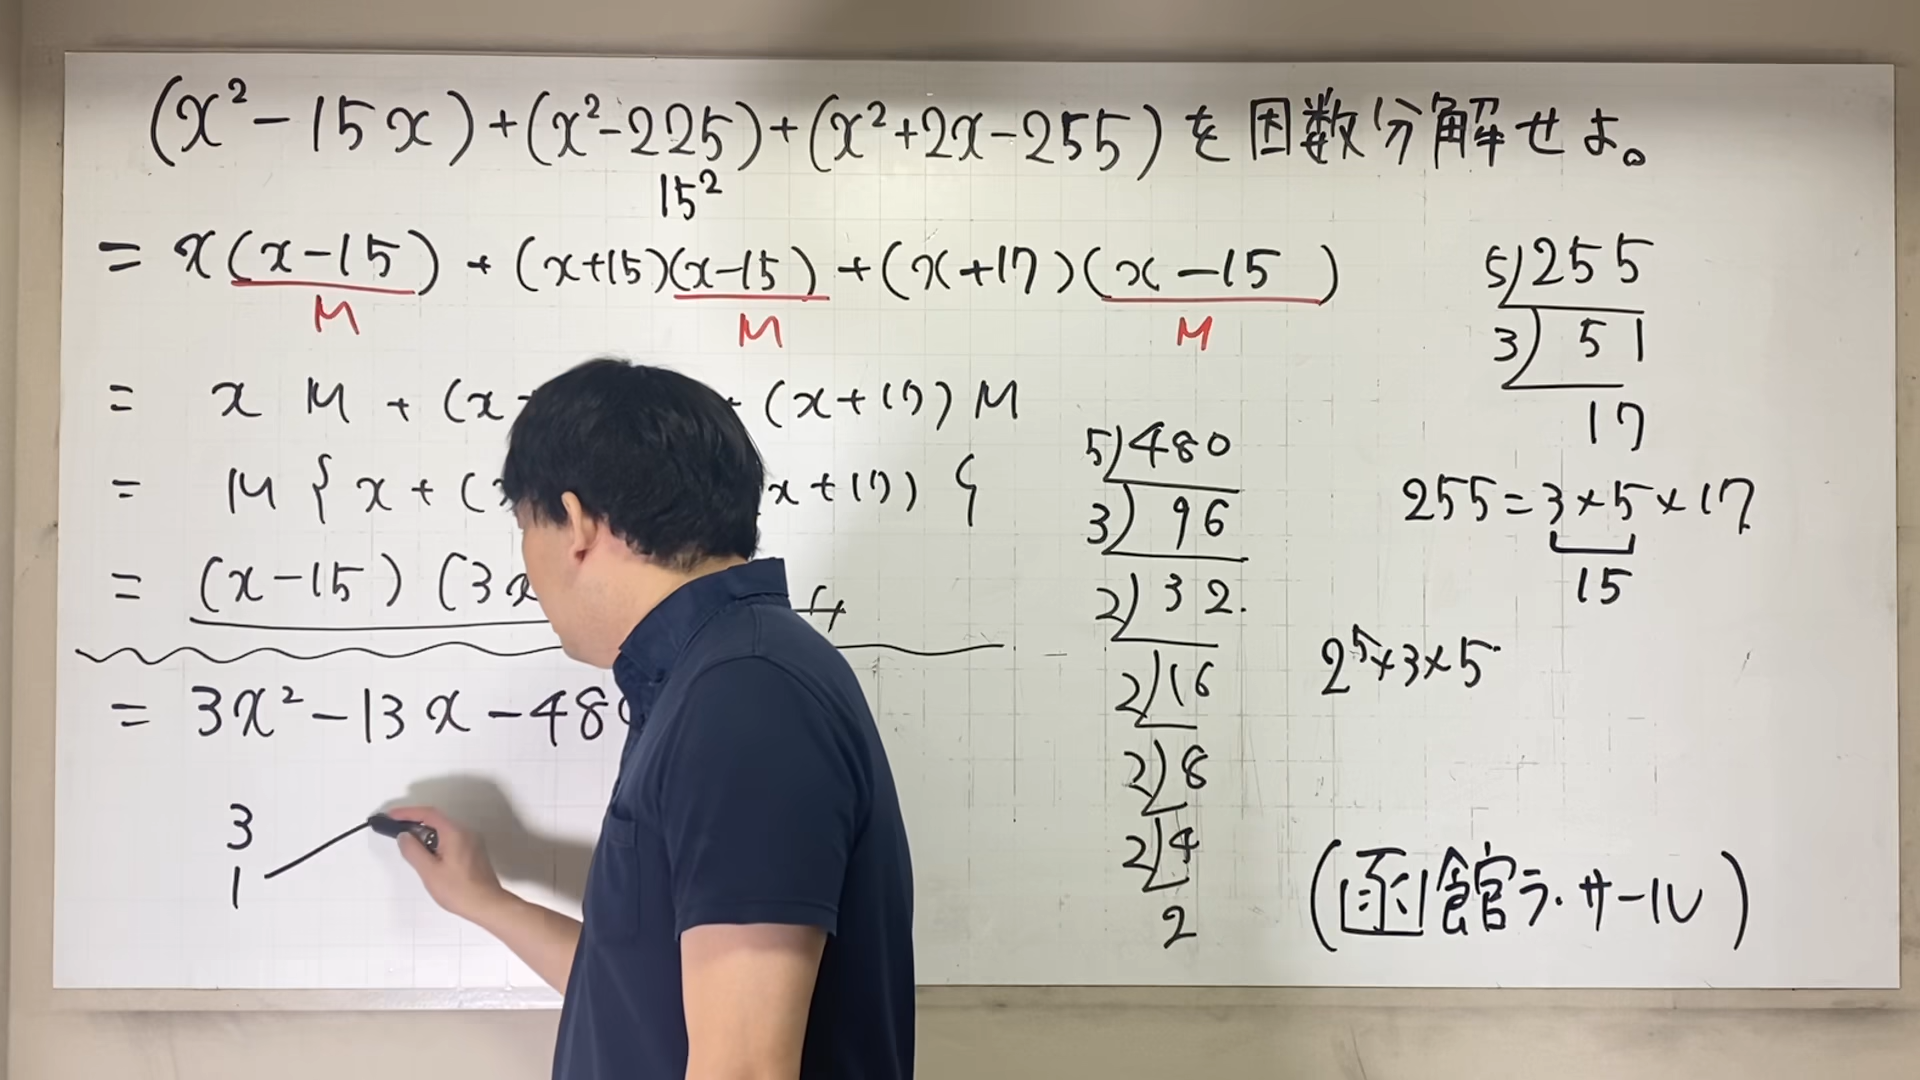 (x²-15x)+(x²-225)+(x²+2x-255)を因数分解せよ。
15²
= x(x-15) + (x+15)(x-15) + (x+17)(x-15)
M M M
= x M + (x+ + (x+17) M
= M { x + (x x+17) }
= (x-15) (3x
= 3x² - 13x - 480
3
1
5)480
3) 96
2) 32.
2)16
2)8
2)4
2
5)255
3) 51
17
255=3×5×17
15
2⁵×3×5
(函館ラ・サール)